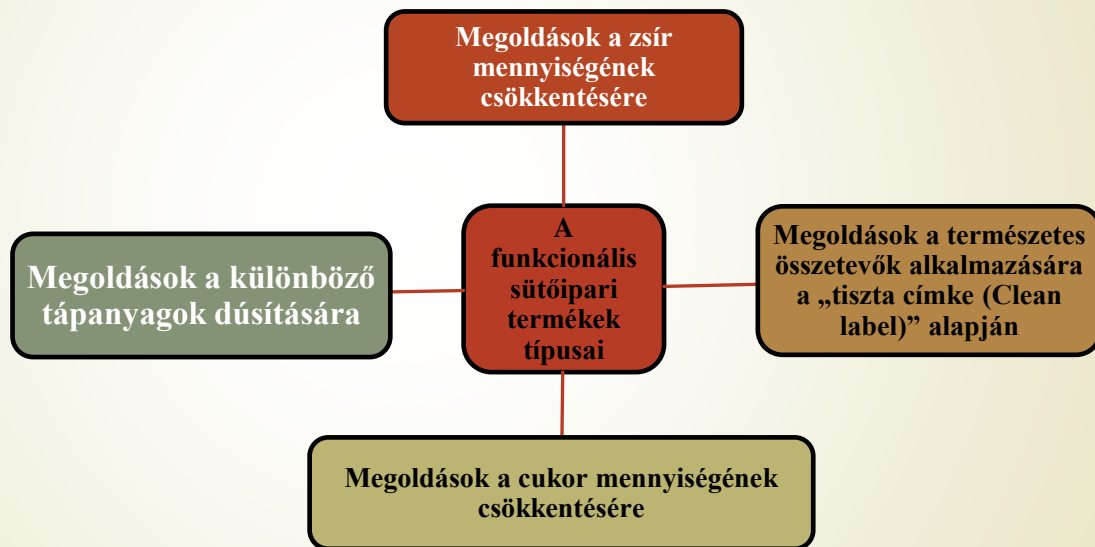 Megoldások a zsír
mennyiségének
csökkentésére
Megoldások a különböző
tápanyagok dúsítására
A
funkcionális
sütőipari
termékek
típusai
Megoldások a természetes
összetevők alkalmazására
a „tiszta címke (Clean
label)” alapján
Megoldások a cukor mennyiségének
csökkentésére